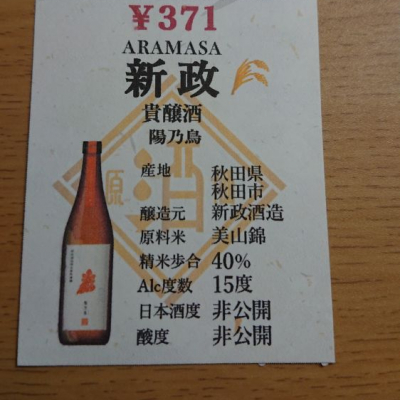 ￥371
ARAMASA
新政
貴醸酒
陽乃鳥
産地 秋田県
秋田市
醸造元 新政酒造
原料米 美山錦
精米歩合 40%
Alc度数 15度
日本酒度 非公開
酸度 非公開